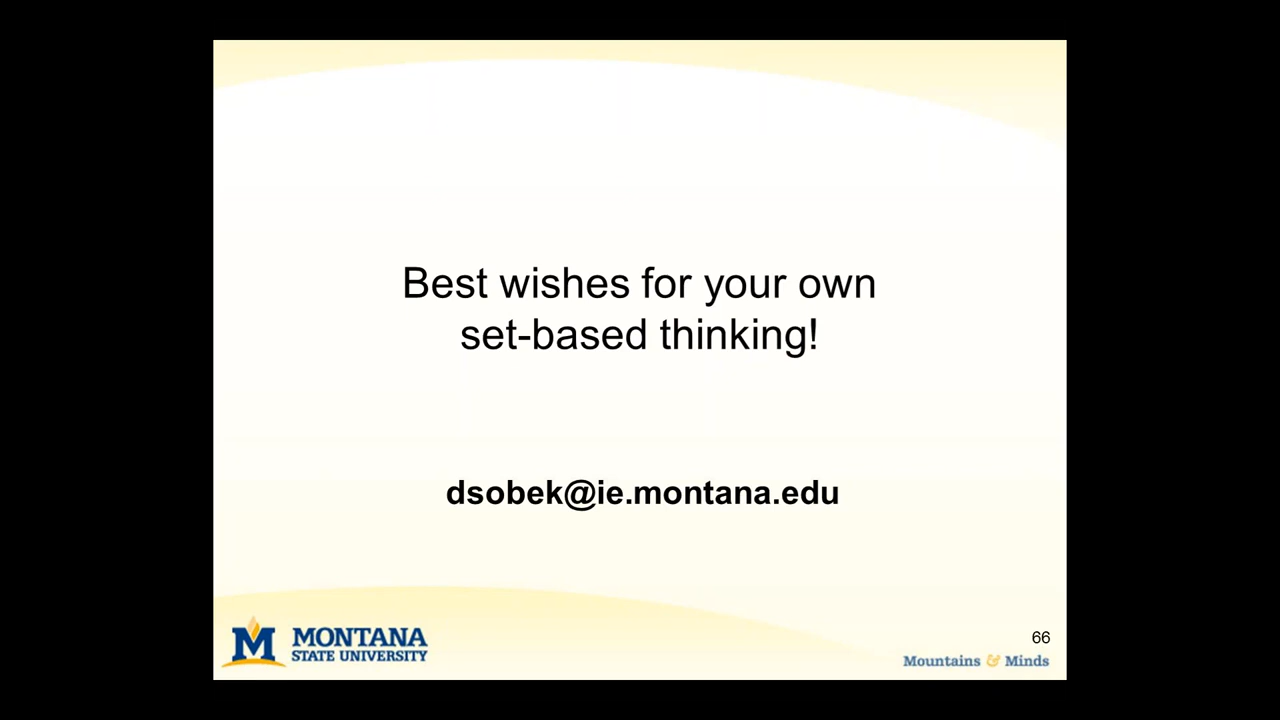 Best wishes for your own
set-based thinking!
dsobek@ie.montana.edu
M MONTANA
STATE UNIVERSITY
66
Mountains & Minds